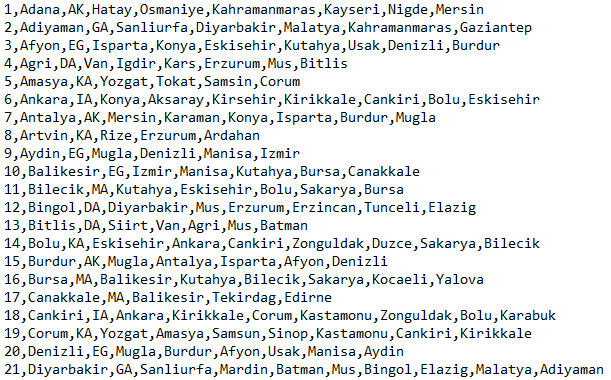 1,Adana,AK,Hatay,Osmaniye,Kahramanmaras,Kayseri,Nigde,Mersin
2,Adiyaman,GA,Sanliurfa,Diyarbakir,Malatya,Kahramanmaras,Gaziantep
3,Afyon,EG,Isparta,Konya,Eskisehir,Kutahya,Usak,Denizli,Burdur
4,Agri,DA,Van,Igdir,Kars,Erzurum,Mus,Bitlis
5,Amasya,KA,Yozgat,Tokat,Samsin,Corum
6,Ankara,IA,Konya,Aksaray,Kirsehir,Kirikkale,Cankiri,Bolu,Eskisehir
7,Antalya,AK,Mersin,Karaman,Konya,Isparta,Burdur,Mugla
8,Artvin,KA,Rize,Erzurum,Ardahan
9,Aydin,EG,Mugla,Denizli,Manisa,Izmir
10,Balikesir,EG,Izmir,Manisa,Kutahya,Bursa,Canakkale
11,Bilecik,MA,Kutahya,Eskisehir,Bolu,Sakarya,Bursa
12,Bingol,DA,Diyarbakir,Mus,Erzurum,Erzincan,Tunceli,Elazig
13,Bitlis,DA,Siirt,Van,Agri,Mus,Batman
14,Bolu,KA,Eskisehir,Ankara,Cankiri,Zonguldak,Duzce,Sakarya,Bilecik
15,Burdur,AK,Mugla,Antalya,Isparta,Afyon,Denizli
16,Bursa,MA,Balikesir,Kutahya,Bilecik,Sakarya,Kocaeli,Yalova
17,Canakkale,MA,Balikesir,Tekirdag,Edirne
18,Cankiri,IA,Ankara,Kirikkale,Corum,Kastamonu,Zonguldak,Bolu,Karabuk
19,Corum,KA,Yozgat,Amasya,Samsun,Sinop,Kastamonu,Cankiri,Kirikkale
20,Denizli,EG,Mugla,Burdur,Afyon,Usak,Manisa,Aydin
21,Diyarbakir,GA,Sanliurfa,Mardin,Batman,Mus,Bingol,Elazig,Malatya,Adiyaman